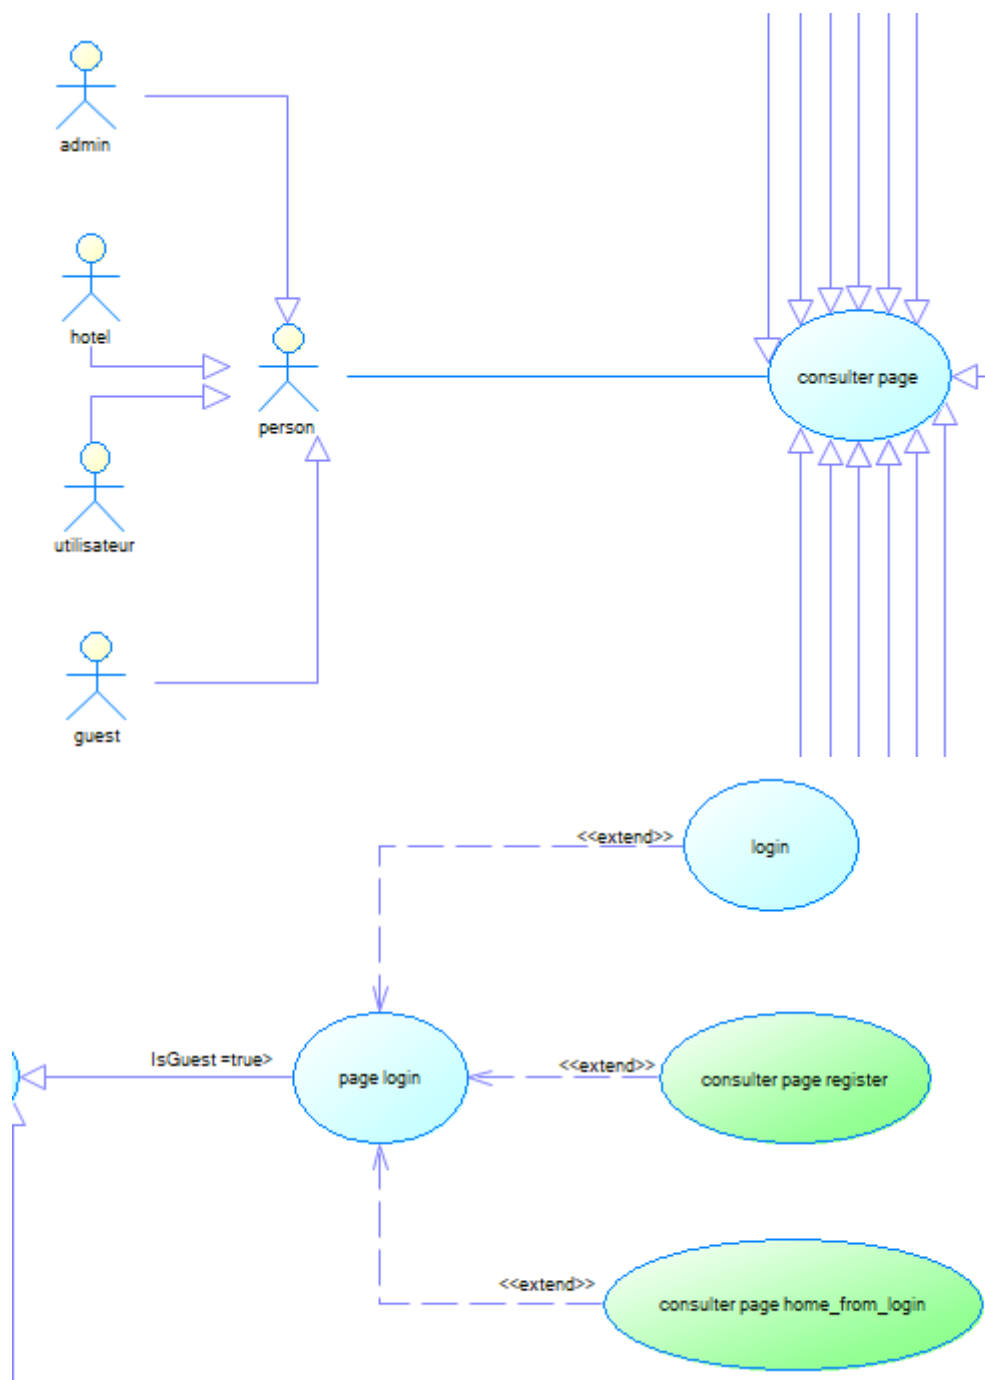 admin
hotel
person
consulter page
utilisateur
guest
<<extend>>
login
IsGuest =true>
page login
<<extend>>
consulter page register
<<extend>>
consulter page home_from_login